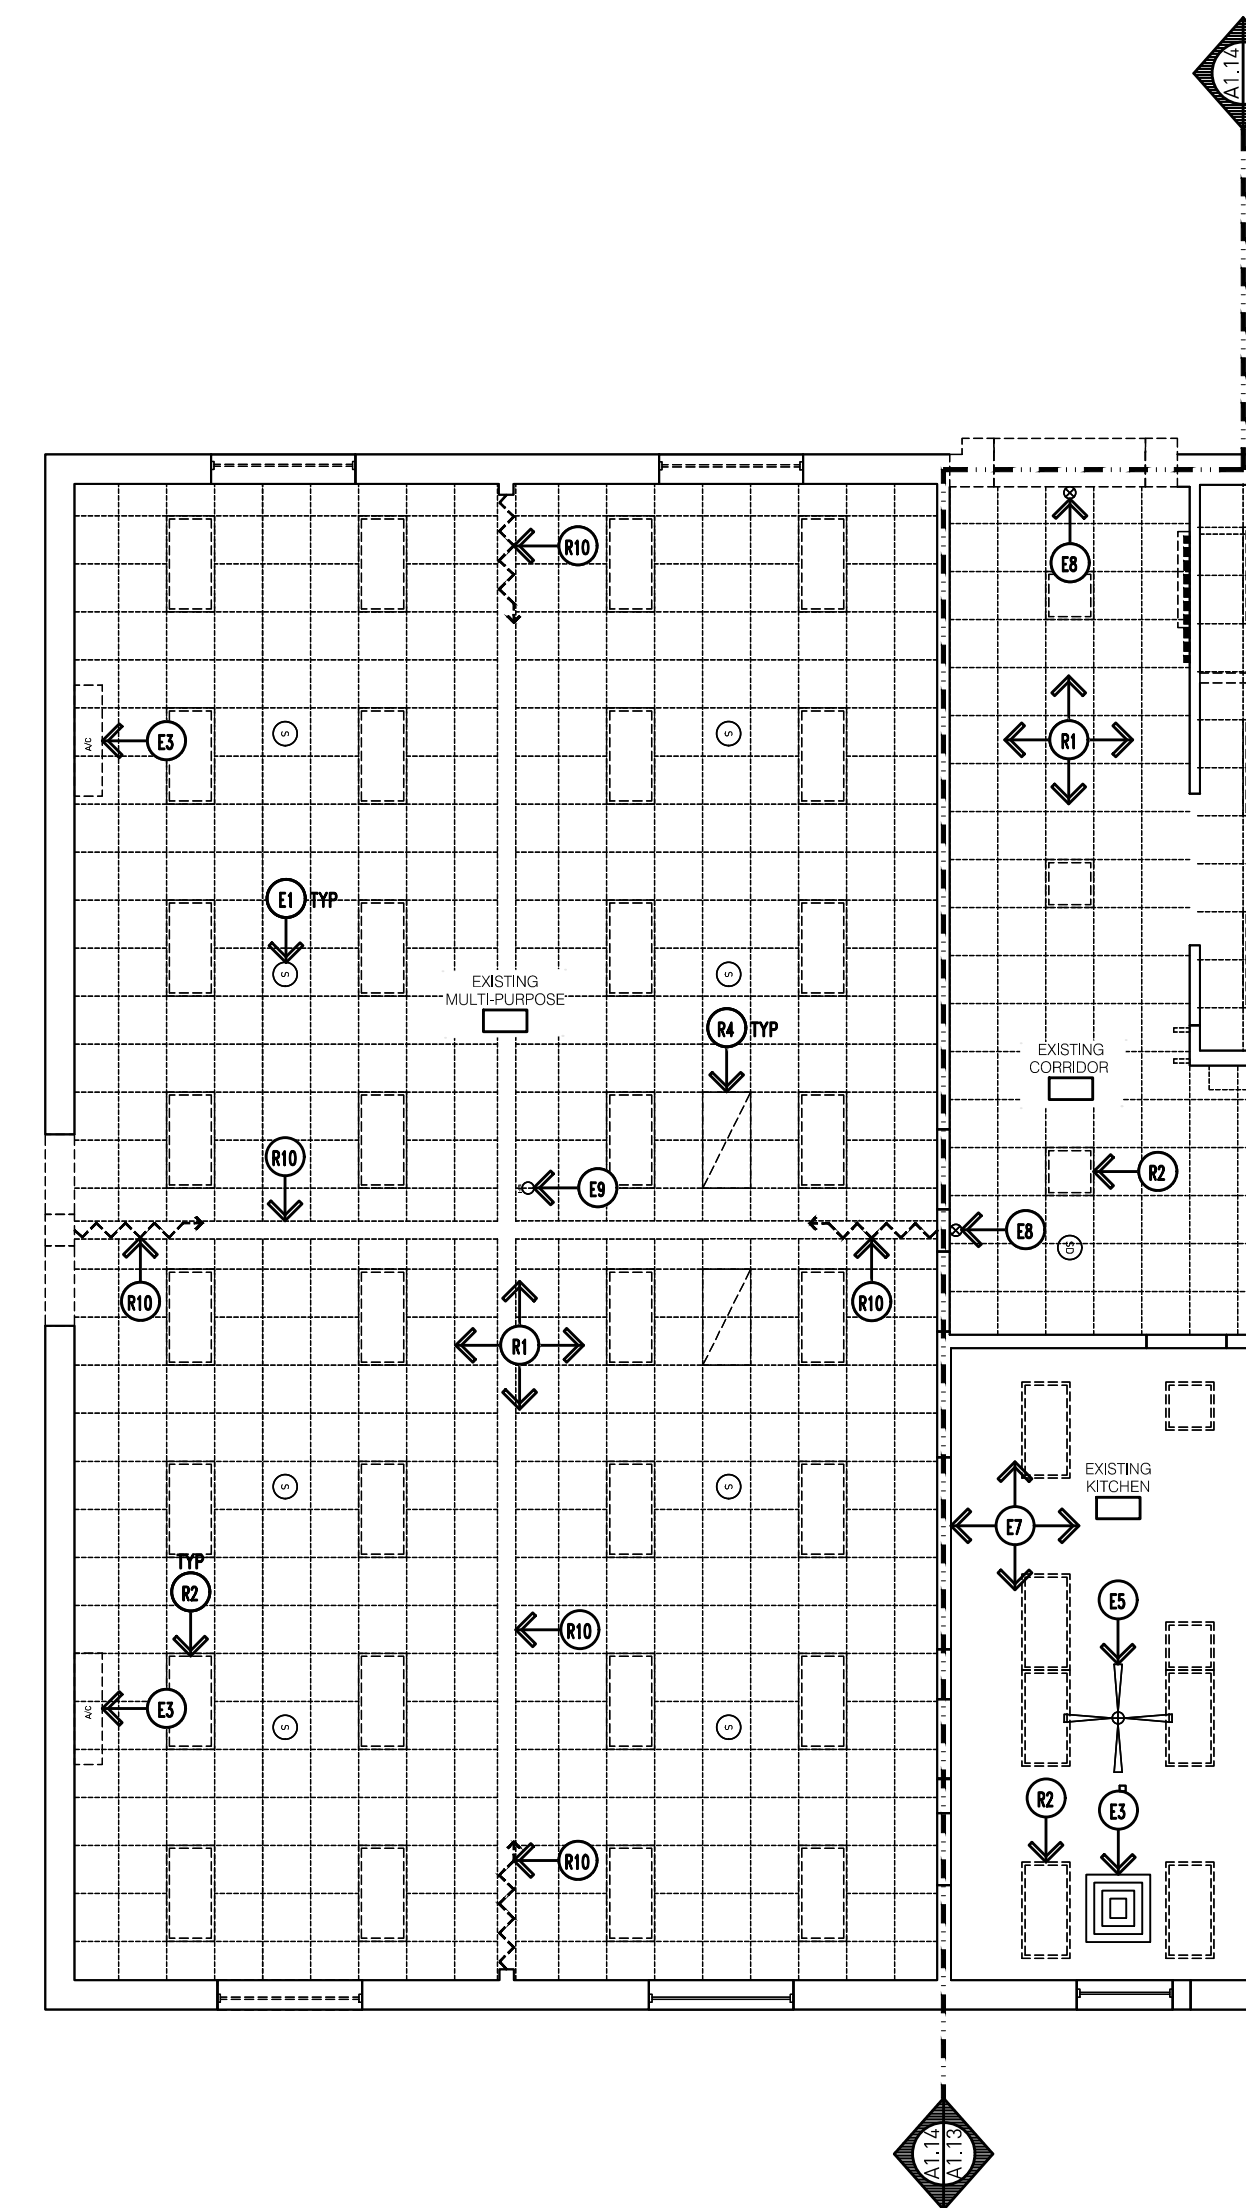 A1.14
R10
E8
E3
A/C
S
S
R1
E1 TYP
S
S
EXISTING
MULTI-PURPOSE
R4 TYP
EXISTING
CORRIDOR
R10
E9
R2
R10
R10
E8
SD
R1
EXISTING
KITCHEN
S
S
E7
TYP
R2
E5
R10
E3
A/C
S
S
R2
E3
R10
A1.14
A1.13